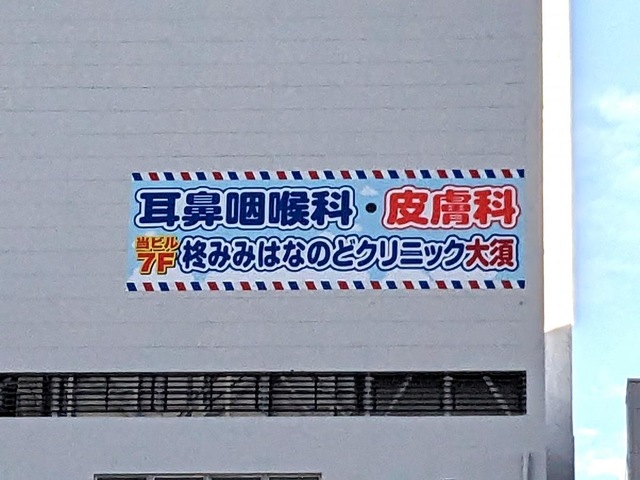 耳鼻咽喉科・皮膚科
当ビル
7F
柊みみはなのどクリニック大須